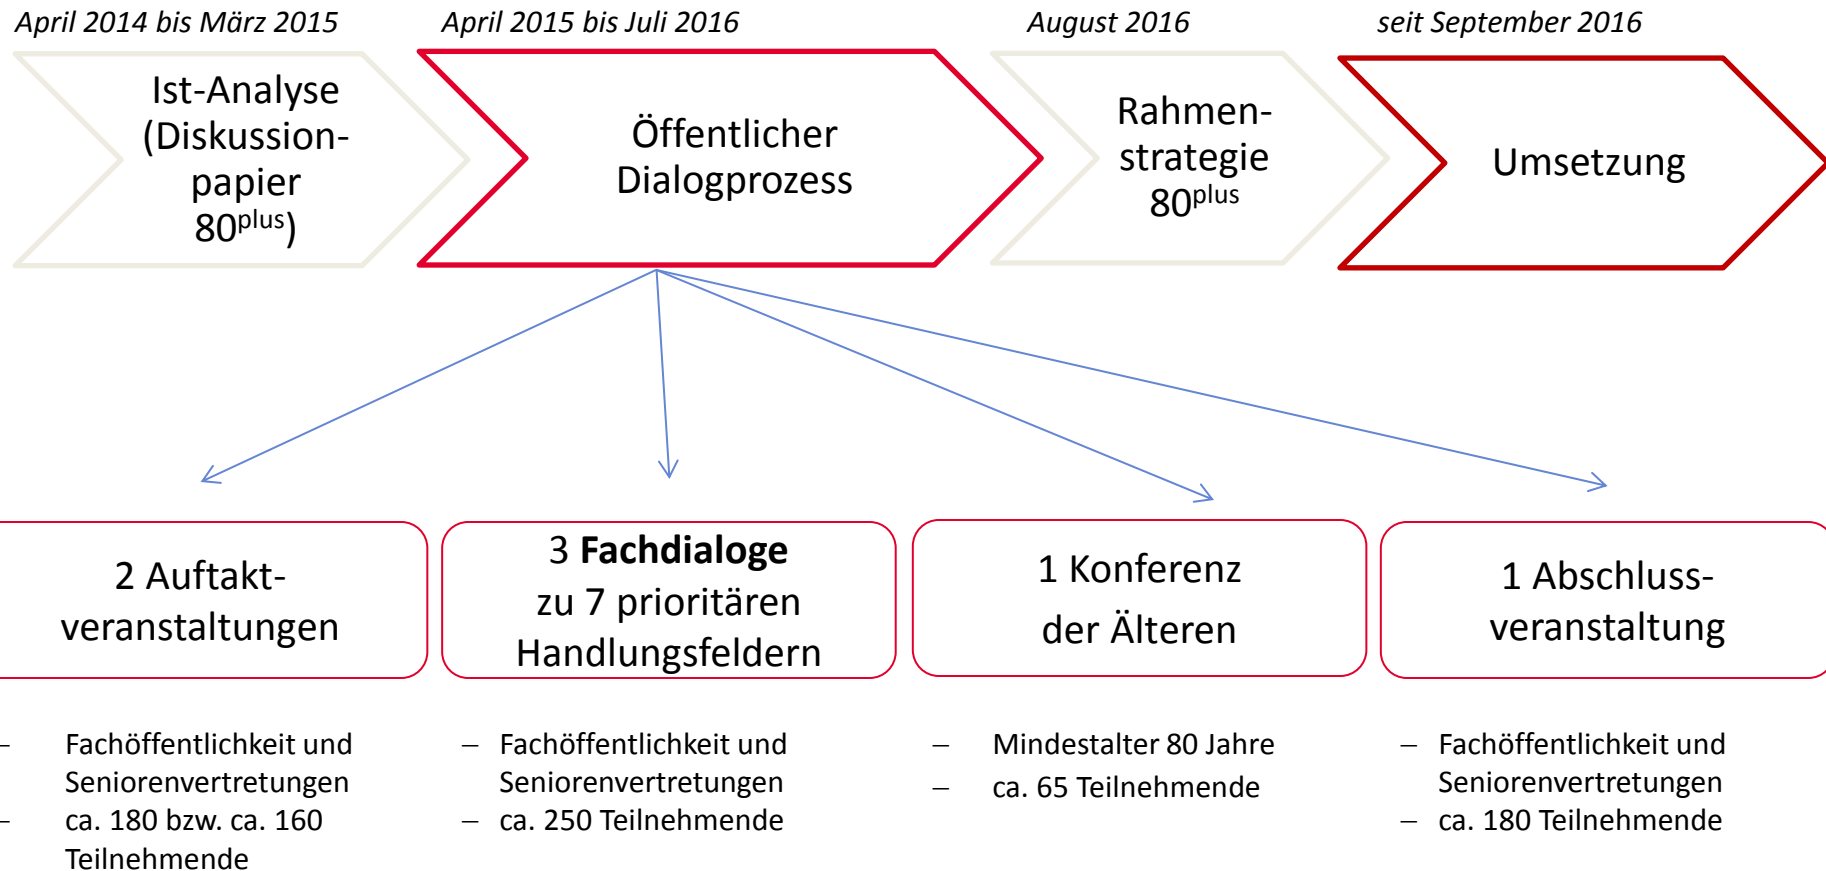 April 2014 bis März 2015
April 2015 bis Juli 2016
August 2016
seit September 2016
Ist-Analyse
(Diskussion-
papier
80plus)
Öffentlicher
Dialogprozess
Rahmen-
strategie
80plus
Umsetzung
2 Auftakt-
veranstaltungen
3 Fachdialoge
zu 7 prioritären
Handlungsfeldern
1 Konferenz
der Älteren
1 Abschluss-
veranstaltung
– Fachöffentlichkeit und
Seniorenvertretungen
– ca. 180 bzw. ca. 160
Teilnehmende
– Fachöffentlichkeit und
Seniorenvertretungen
– ca. 250 Teilnehmende
– Mindestalter 80 Jahre
– ca. 65 Teilnehmende
– Fachöffentlichkeit und
Seniorenvertretungen
– ca. 180 Teilnehmende